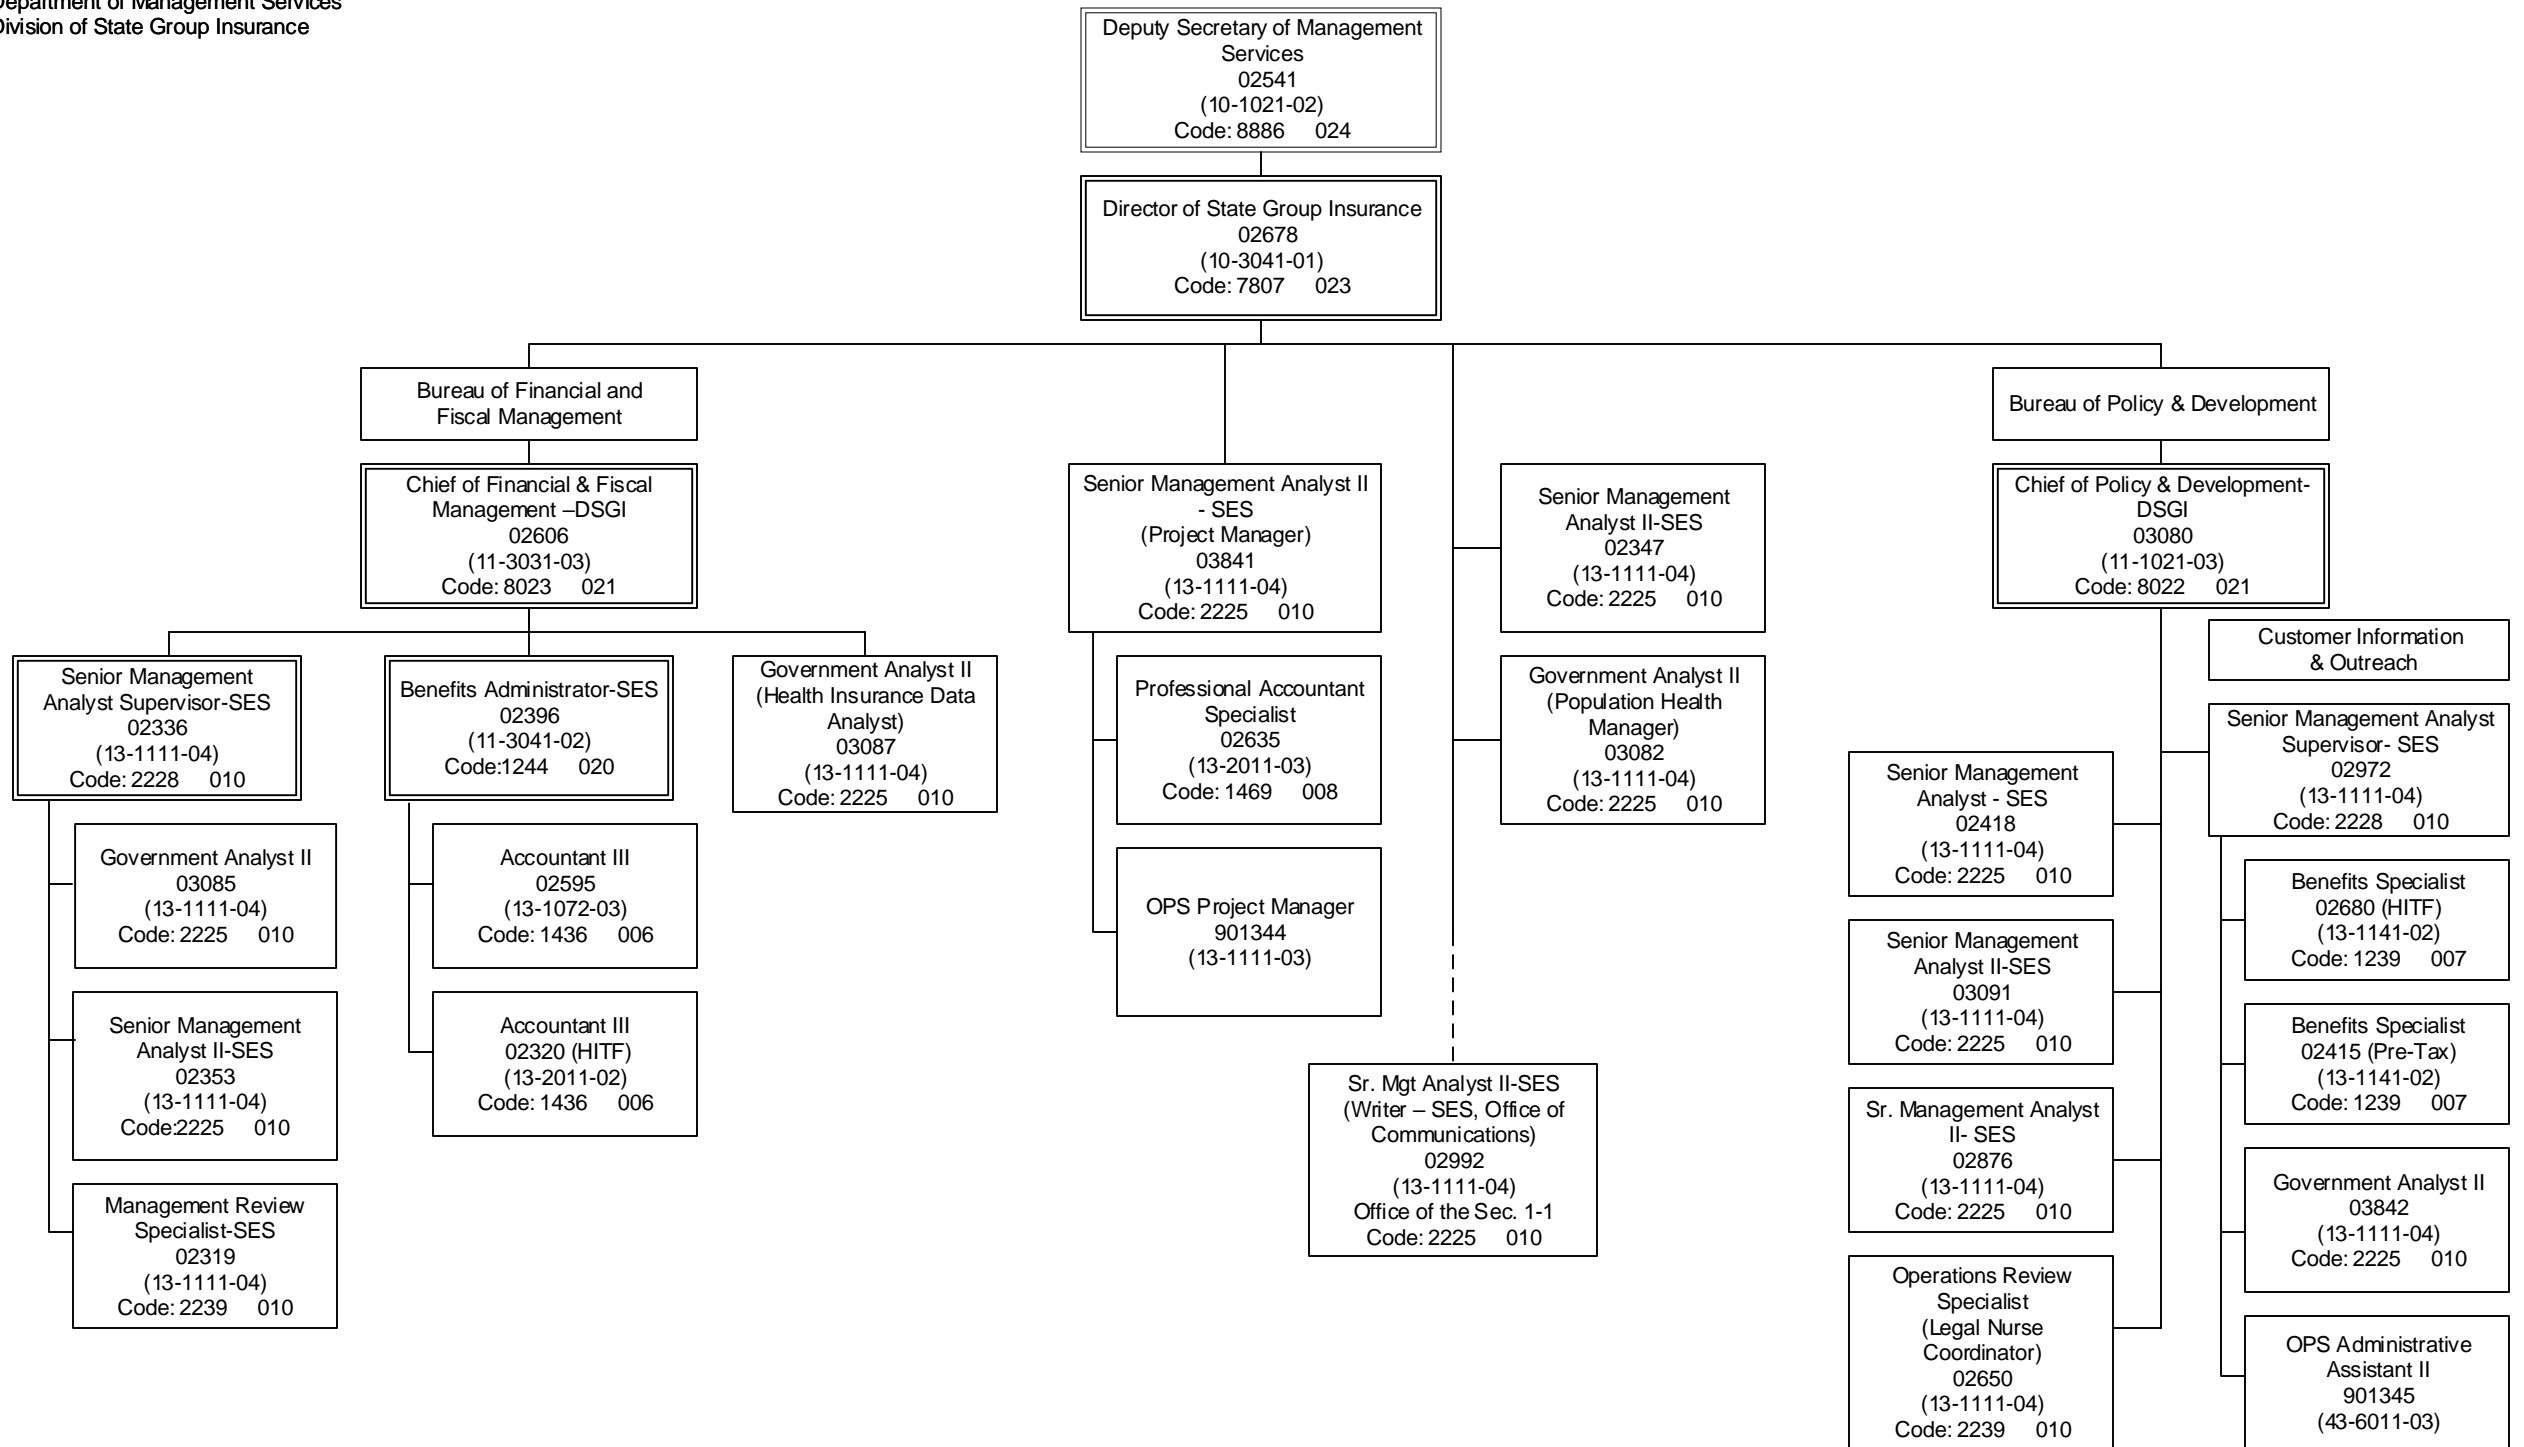 Department of Management Services
Division of State Group Insurance
Deputy Secretary of Management
Services
02541
(10-1021-02)
Code: 8886 024
Director of State Group Insurance
02678
(10-3041-01)
Code: 7807 023
Bureau of Financial and
Fiscal Management
Chief of Financial & Fiscal
Management –DSGI
02606
(11-3031-03)
Code: 8023 021
Senior Management
Analyst Supervisor-SES
02336
(13-1111-04)
Code: 2228 010
Government Analyst II
03085
(13-1111-04)
Code: 2225 010
Senior Management
Analyst II-SES
02353
(13-1111-04)
Code:2225 010
Management Review
Specialist-SES
02319
(13-1111-04)
Code: 2239 010
Benefits Administrator-SES
02396
(11-3041-02)
Code:1244 020
Accountant III
02595
(13-1072-03)
Code: 1436 006
Accountant III
02320 (HITF)
(13-2011-02)
Code: 1436 006
Government Analyst II
(Health Insurance Data
Analyst)
03087
(13-1111-04)
Code: 2225 010
Senior Management Analyst II
- SES
(Project Manager)
03841
(13-1111-04)
Code: 2225 010
Professional Accountant
Specialist
02635
(13-2011-03)
Code: 1469 008
OPS Project Manager
901344
(13-1111-03)
Senior Management
Analyst II-SES
02347
(13-1111-04)
Code: 2225 010
Government Analyst II
(Population Health
Manager)
03082
(13-1111-04)
Code: 2225 010
Sr. Mgt Analyst II-SES
(Writer – SES, Office of
Communications)
02992
(13-1111-04)
Office of the Sec. 1-1
Code: 2225 010
Bureau of Policy & Development
Chief of Policy & Development-
DSGI
03080
(11-1021-03)
Code: 8022 021
Senior Management
Analyst - SES
02418
(13-1111-04)
Code: 2225 010
Senior Management
Analyst II-SES
03091
(13-1111-04)
Code: 2225 010
Sr. Management Analyst
II- SES
02876
(13-1111-04)
Code: 2225 010
Operations Review
Specialist
(Legal Nurse
Coordinator)
02650
(13-1111-04)
Code: 2239 010
Customer Information
& Outreach
Senior Management Analyst
Supervisor- SES
02972
(13-1111-04)
Code: 2228 010
Benefits Specialist
02680 (HITF)
(13-1141-02)
Code: 1239 007
Benefits Specialist
02415 (Pre-Tax)
(13-1141-02)
Code: 1239 007
Government Analyst II
03842
(13-1111-04)
Code: 2225 010
OPS Administrative
Assistant II
901345
(43-6011-03)